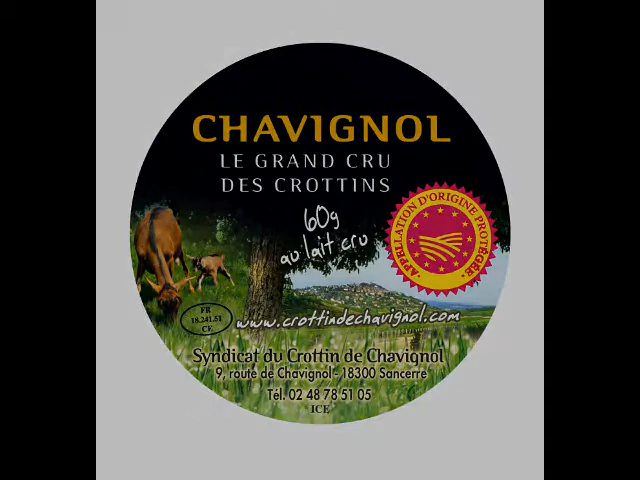 CHAVIGNOL
LE GRAND CRU
DES CROTTINS
60g
au lait cru
APPELLATION D'ORIGINE PROTÉGÉE
FR
18.241.51
CE
www.crottindechavignol.com
Syndicat du Crottin de Chavignol
9, route de Chavignol - 18300 Sancerre
Tél. 02 48 78 51 05
ICE